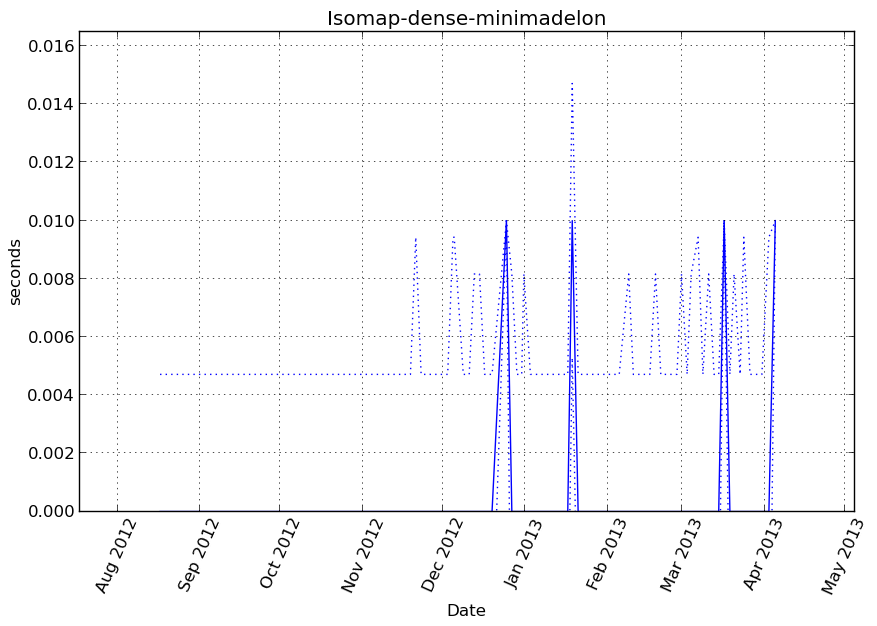 Isomap-dense-minimadelon
0.016
0.014
0.012
0.010
0.008
0.006
0.004
0.002
0.000
seconds
Aug 2012
Sep 2012
Oct 2012
Nov 2012
Dec 2012
Jan 2013
Feb 2013
Mar 2013
Apr 2013
May 2013
Date